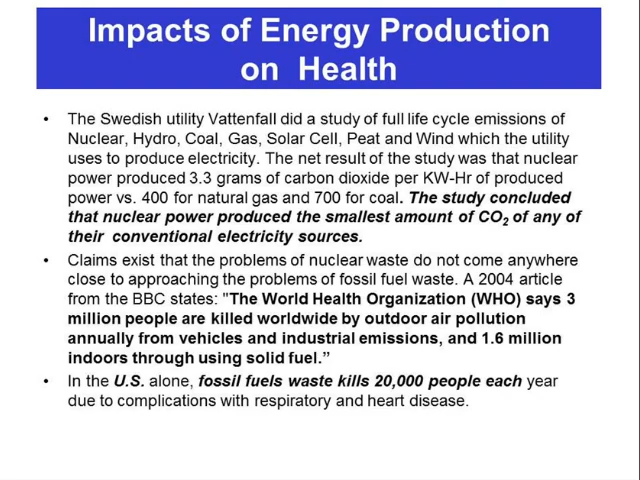 Impacts of Energy Production
on Health
• The Swedish utility Vattenfall did a study of full life cycle emissions of
Nuclear, Hydro, Coal, Gas, Solar Cell, Peat and Wind which the utility
uses to produce electricity. The net result of the study was that nuclear
power produced 3.3 grams of carbon dioxide per KW-Hr of produced
power vs. 400 for natural gas and 700 for coal. The study concluded
that nuclear power produced the smallest amount of CO₂ of any of
their conventional electricity sources.
• Claims exist that the problems of nuclear waste do not come anywhere
close to approaching the problems of fossil fuel waste. A 2004 article
from the BBC states: "The World Health Organization (WHO) says 3
million people are killed worldwide by outdoor air pollution
annually from vehicles and industrial emissions, and 1.6 million
indoors through using solid fuel.”
• In the U.S. alone, fossil fuels waste kills 20,000 people each year
due to complications with respiratory and heart disease.